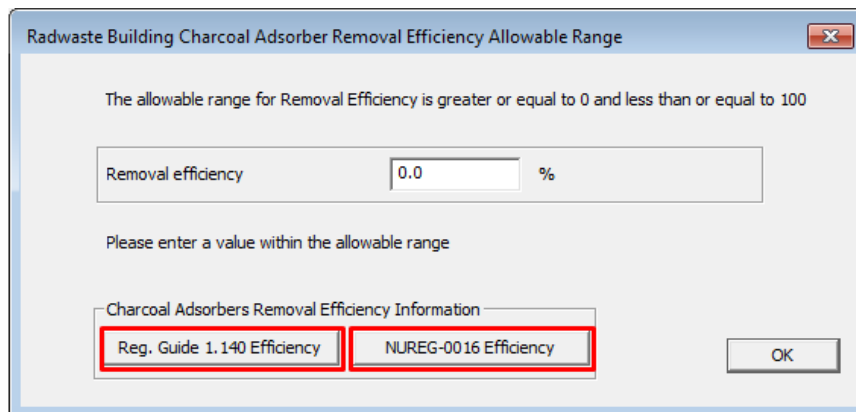 Radwaste Building Charcoal Adsorber Removal Efficiency Allowable Range
The allowable range for Removal Efficiency is greater or equal to 0 and less than or equal to 100
Removal efficiency 0.0 %
Please enter a value within the allowable range
Charcoal Adsorbers Removal Efficiency Information
Reg. Guide 1.140 Efficiency NUREG-0016 Efficiency OK